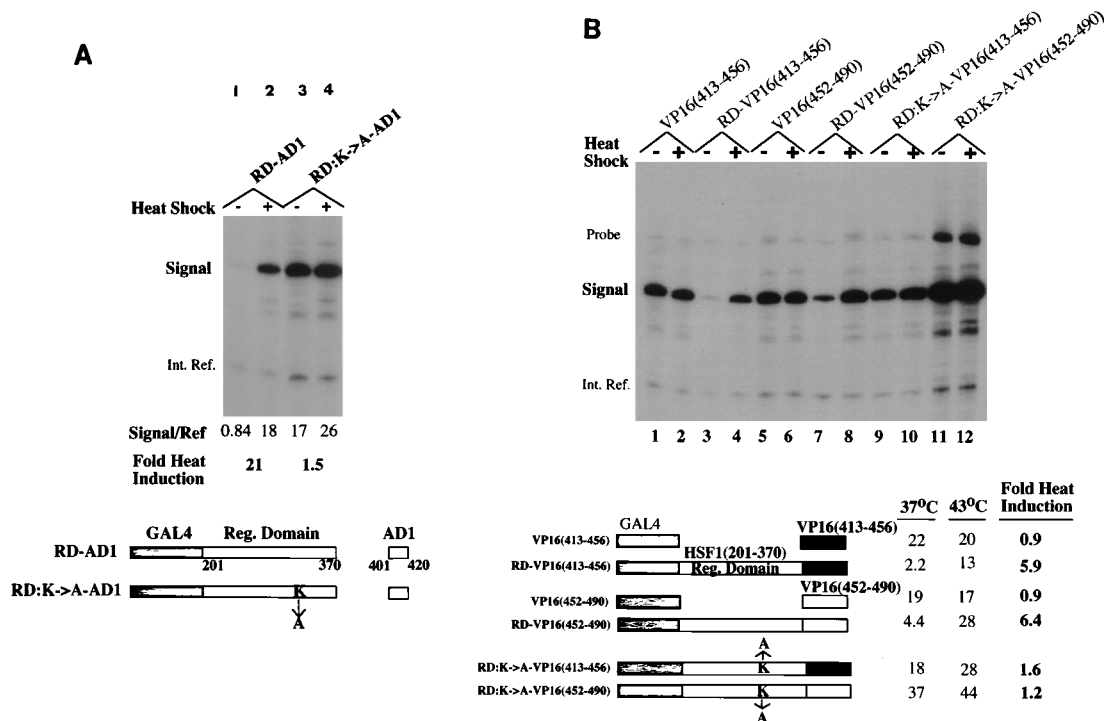 A
1 2 3 4
RD-AD1
RD:K->A-AD1
Heat Shock - + - +
Signal
Int. Ref.
Signal/Ref 0.84 18 17 26
Fold Heat Induction 21 1.5
GAL4 Reg. Domain AD1
RD-AD1
201 370 401 420
RD:K->A-AD1 K
A
B
VP16(413-456)
RD-VP16(413-456)
VP16(452-490)
RD-VP16(452-490)
RD:K->A-VP16(413-456)
RD:K->A-VP16(452-490)
Heat Shock - + - + - + - + - + - +
Probe
Signal
Int. Ref.
1 2 3 4 5 6 7 8 9 10 11 12
37°C 43°C Fold Heat Induction
GAL4 VP16(413-456)
VP16(413-456) 22 20 0.9
HSF1(201-370)
RD-VP16(413-456) Reg. Domain 2.2 13 5.9
VP16(452-490)
VP16(452-490) 19 17 0.9
RD-VP16(452-490) 4.4 28 6.4
A
RD:K->A-VP16(413-456) K 18 28 1.6
RD:K->A-VP16(452-490) K 37 44 1.2
A